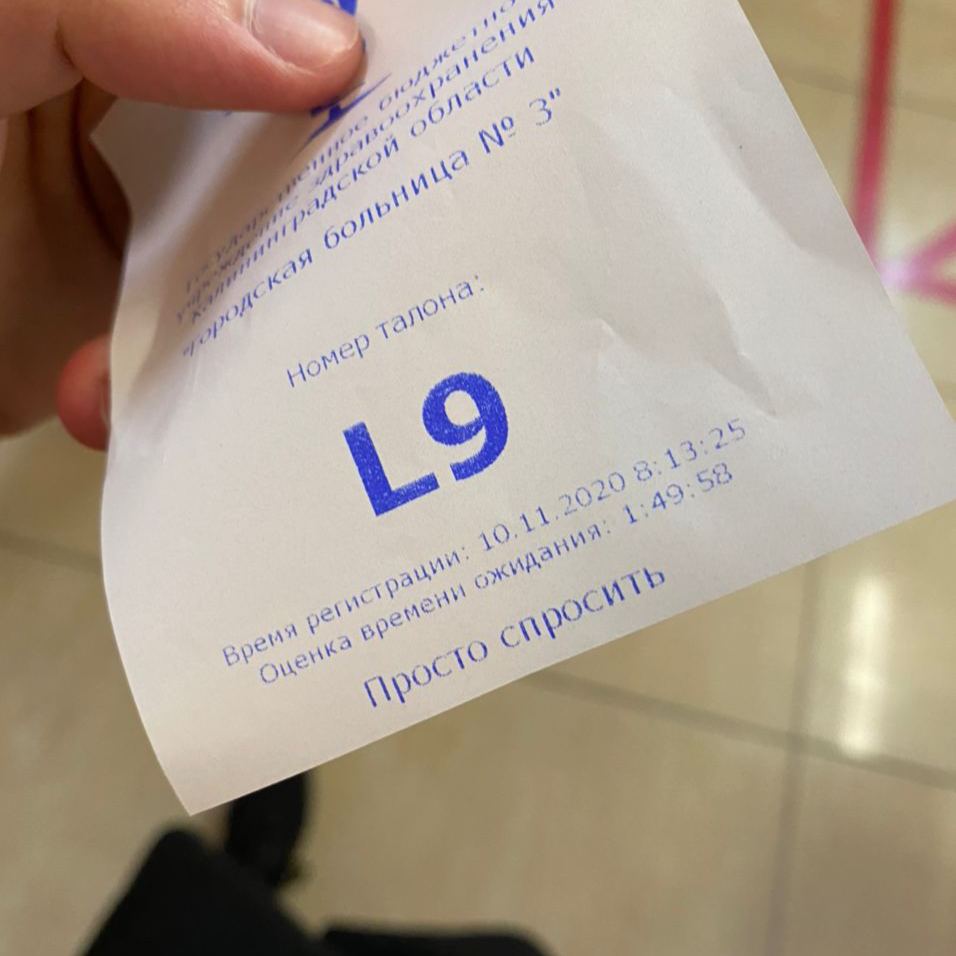 бюджетно
здравоохранения
Калининградской области
"Городская больница № 3"
Номер талона:
L9
Время регистрации: 10.11.2020 8:13:25
Оценка времени ожидания: 1:49:58
Просто спросить